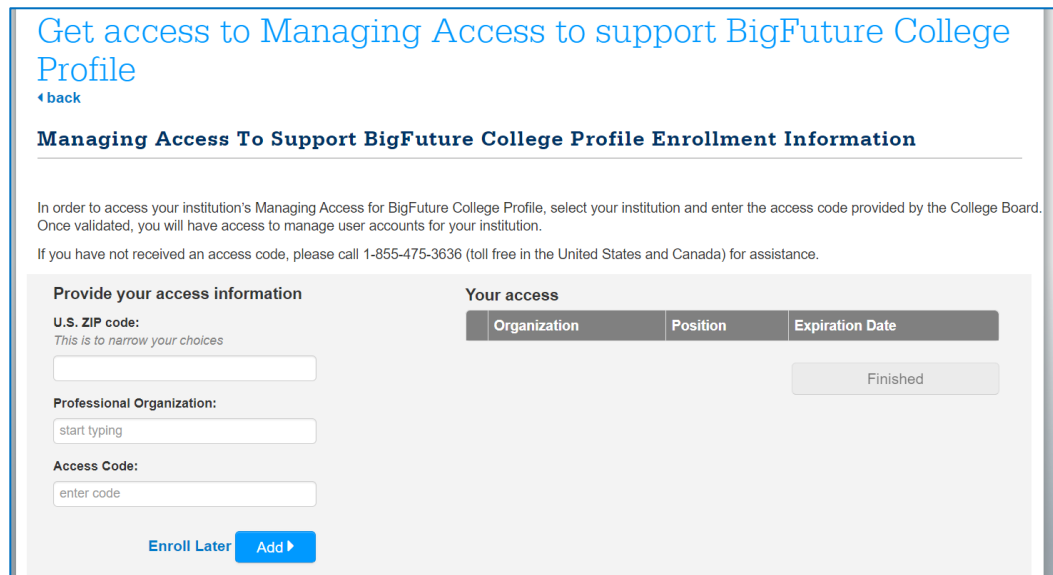 Get access to Managing Access to support BigFuture College
Profile
back
Managing Access To Support BigFuture College Profile Enrollment Information
In order to access your institution's Managing Access for BigFuture College Profile, select your institution and enter the access code provided by the College Board.
Once validated, you will have access to manage user accounts for your institution.
If you have not received an access code, please call 1-855-475-3636 (toll free in the United States and Canada) for assistance.
Provide your access information
U.S. ZIP code:
This is to narrow your choices
Professional Organization:
start typing
Access Code:
enter code
Enroll Later
Add
Your access
Organization Position Expiration Date
Finished